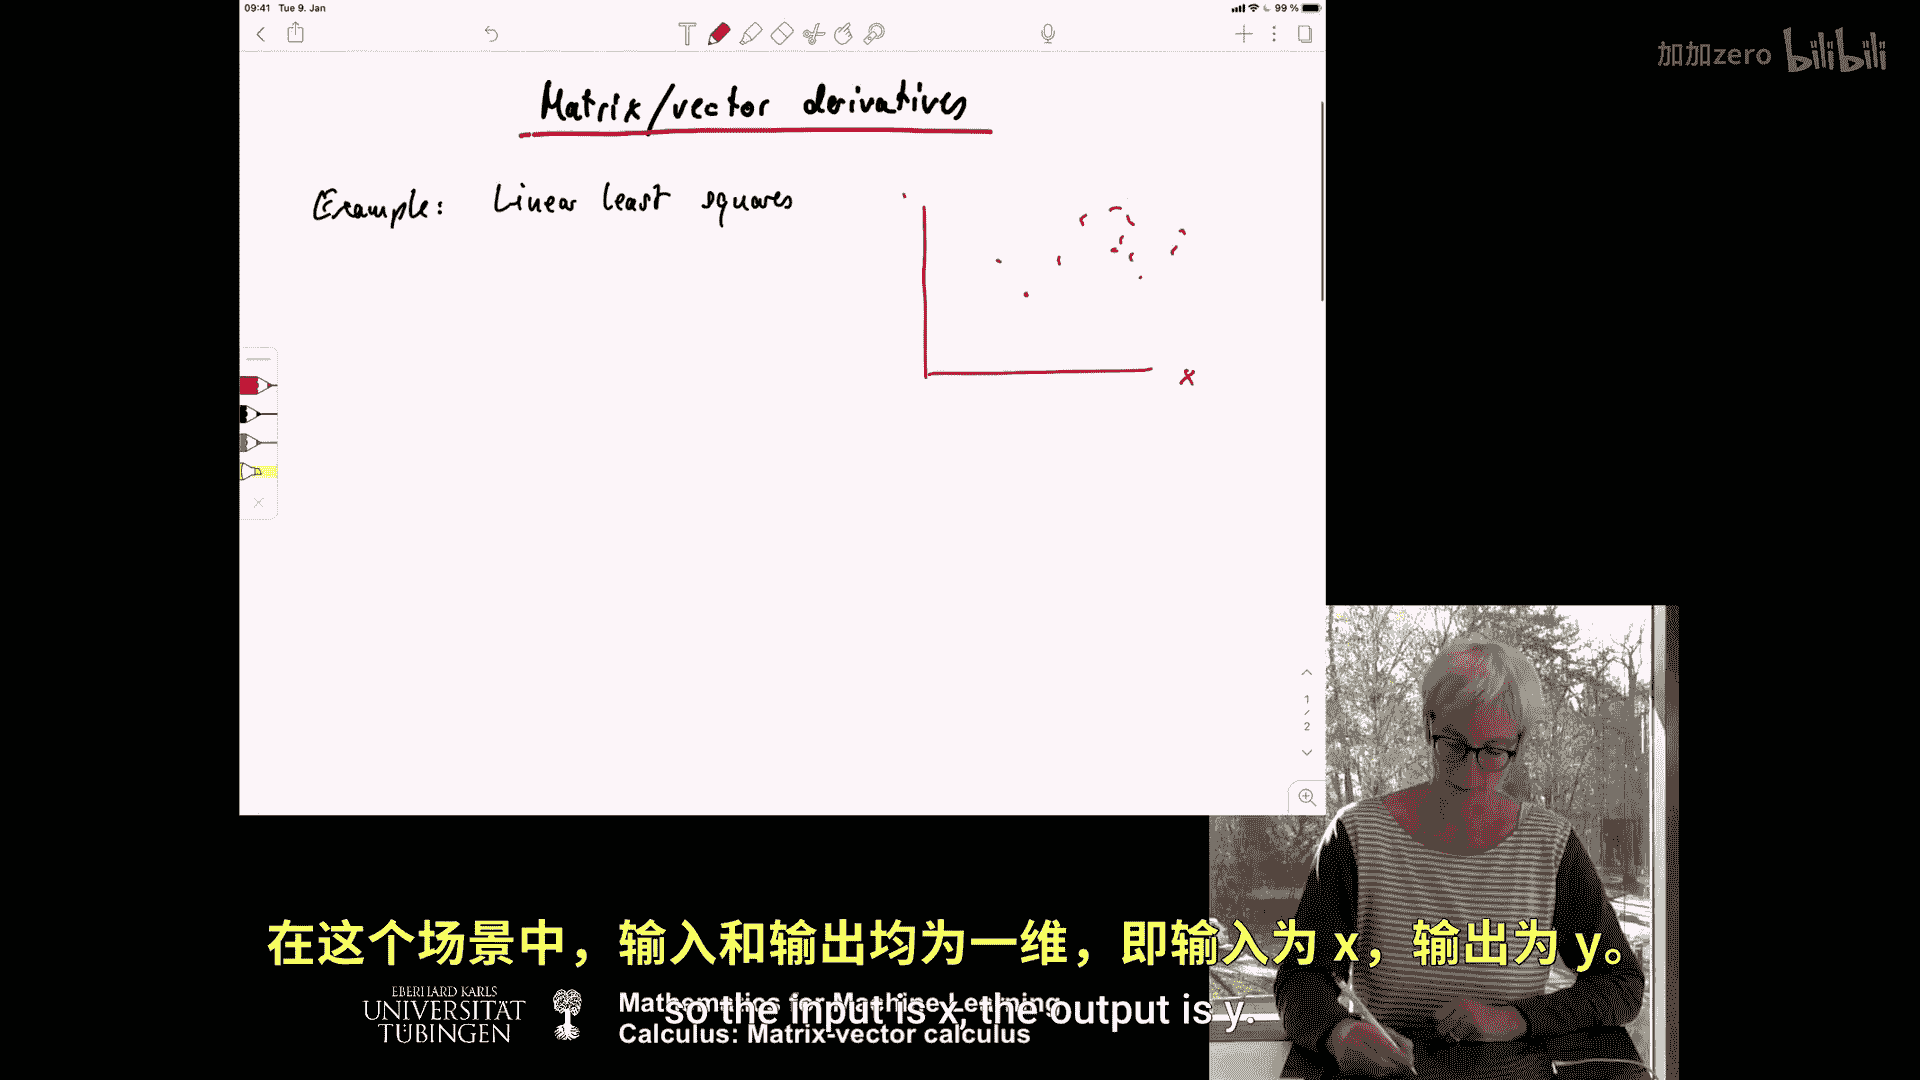 09:41 Tue 9. Jan
99 %
加加zero bilibili
T
Matrix/vector derivatives
Example: Linear least squares
x
1
2
在这个场景中，输入和输出均为一维，即输入为 x，输出为 y。
so the input is x, the output is y.
EBERHARD KARLS
UNIVERSITÄT
TÜBINGEN
Mathematics for Machine Learning
Calculus: Matrix-vector calculus